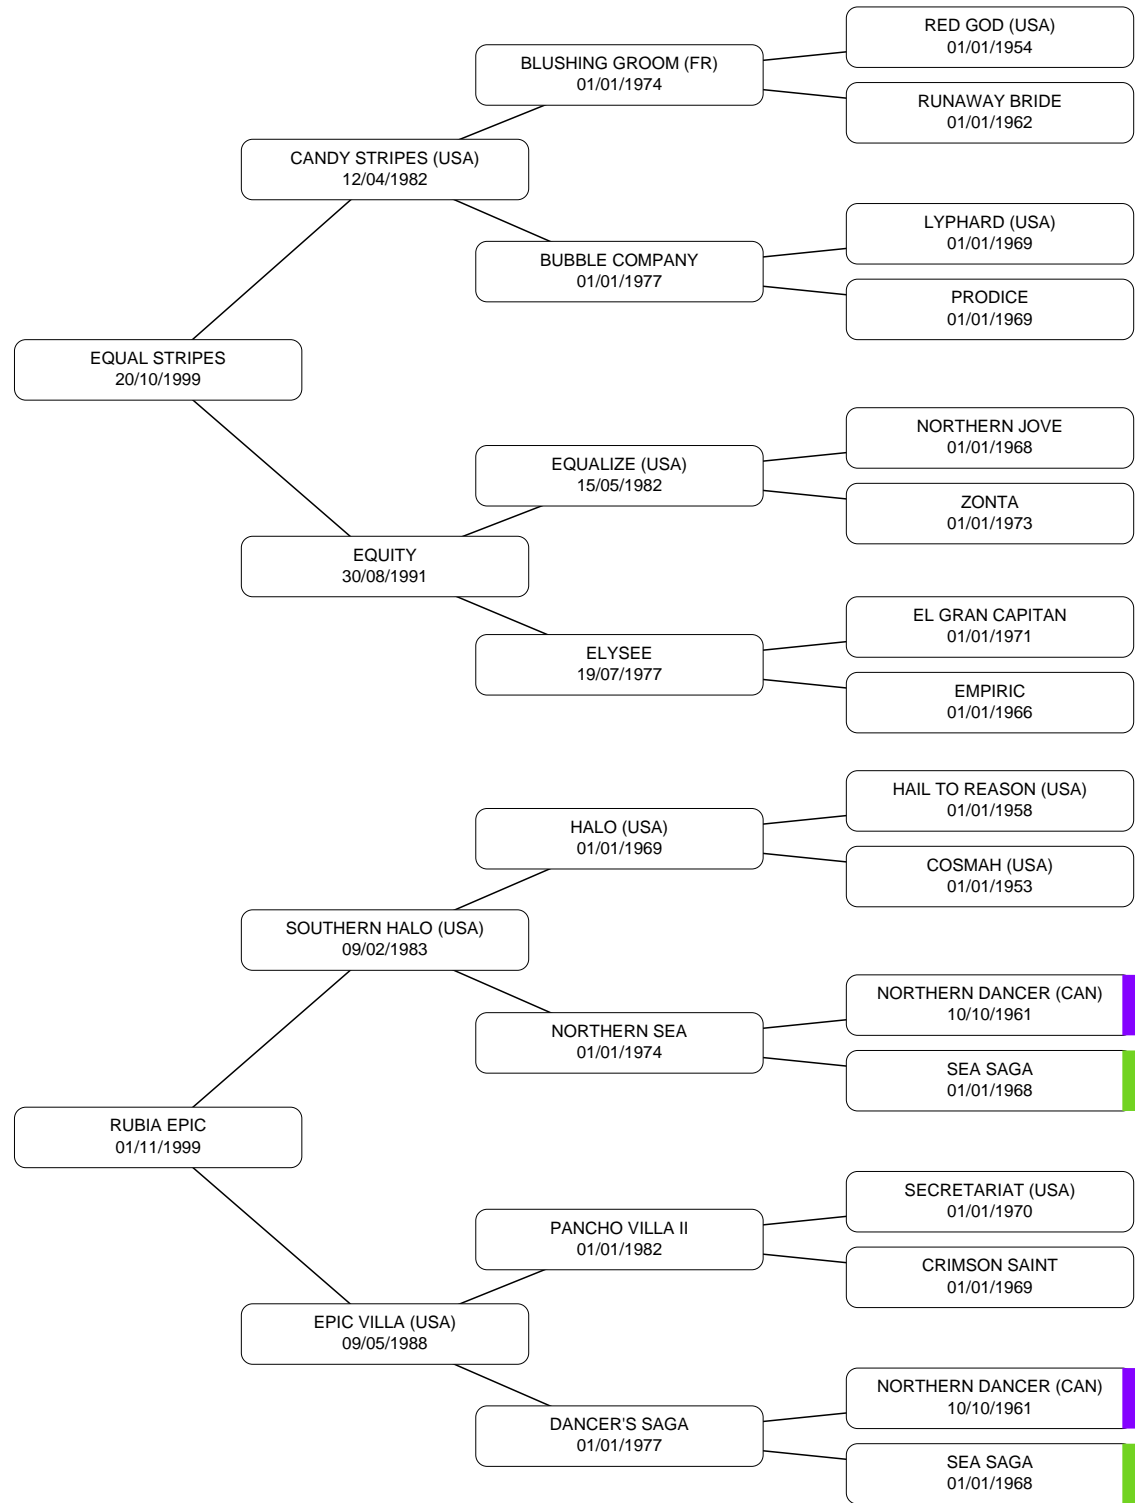 RED GOD (USA)
01/01/1954
BLUSHING GROOM (FR)
01/01/1974
RUNAWAY BRIDE
01/01/1962
CANDY STRIPES (USA)
12/04/1982
LYPHARD (USA)
01/01/1969
BUBBLE COMPANY
01/01/1977
PRODICE
01/01/1969
EQUAL STRIPES
20/10/1999
NORTHERN JOVE
01/01/1968
EQUALIZE (USA)
15/05/1982
ZONTA
01/01/1973
EQUITY
30/08/1991
EL GRAN CAPITAN
01/01/1971
ELYSEE
19/07/1977
EMPIRIC
01/01/1966
HAIL TO REASON (USA)
01/01/1958
HALO (USA)
01/01/1969
COSMAH (USA)
01/01/1953
SOUTHERN HALO (USA)
09/02/1983
NORTHERN DANCER (CAN)
10/10/1961
NORTHERN SEA
01/01/1974
SEA SAGA
01/01/1968
RUBIA EPIC
01/11/1999
SECRETARIAT (USA)
01/01/1970
PANCHO VILLA II
01/01/1982
CRIMSON SAINT
01/01/1969
EPIC VILLA (USA)
09/05/1988
NORTHERN DANCER (CAN)
10/10/1961
DANCER'S SAGA
01/01/1977
SEA SAGA
01/01/1968